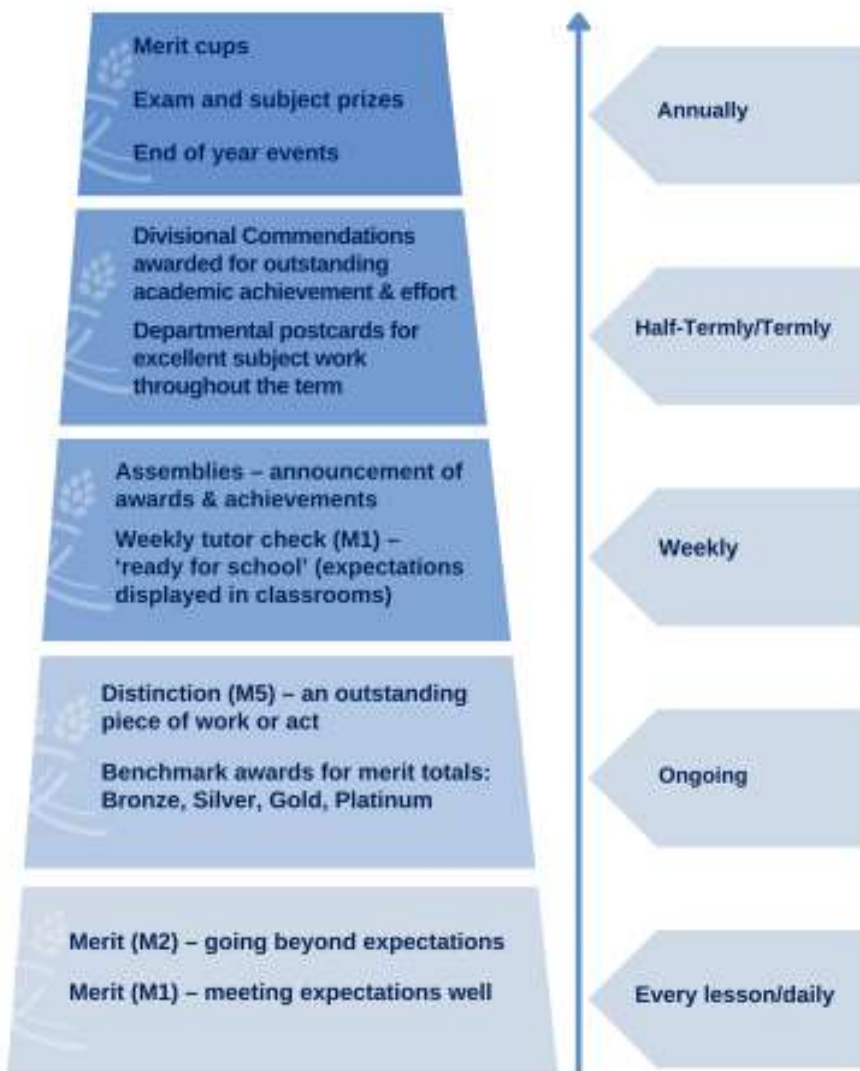 Merit cups
Exam and subject prizes
End of year events
Annually
Divisional Commendations
awarded for outstanding
academic achievement & effort
Departmental postcards for
excellent subject work
throughout the term
Half-Termly/Termly
Assemblies – announcement of
awards & achievements
Weekly tutor check (M1) –
‘ready for school’ (expectations
displayed in classrooms)
Weekly
Distinction (M5) – an outstanding
piece of work or act
Benchmark awards for merit totals:
Bronze, Silver, Gold, Platinum
Ongoing
Merit (M2) – going beyond expectations
Merit (M1) – meeting expectations well
Every lesson/daily